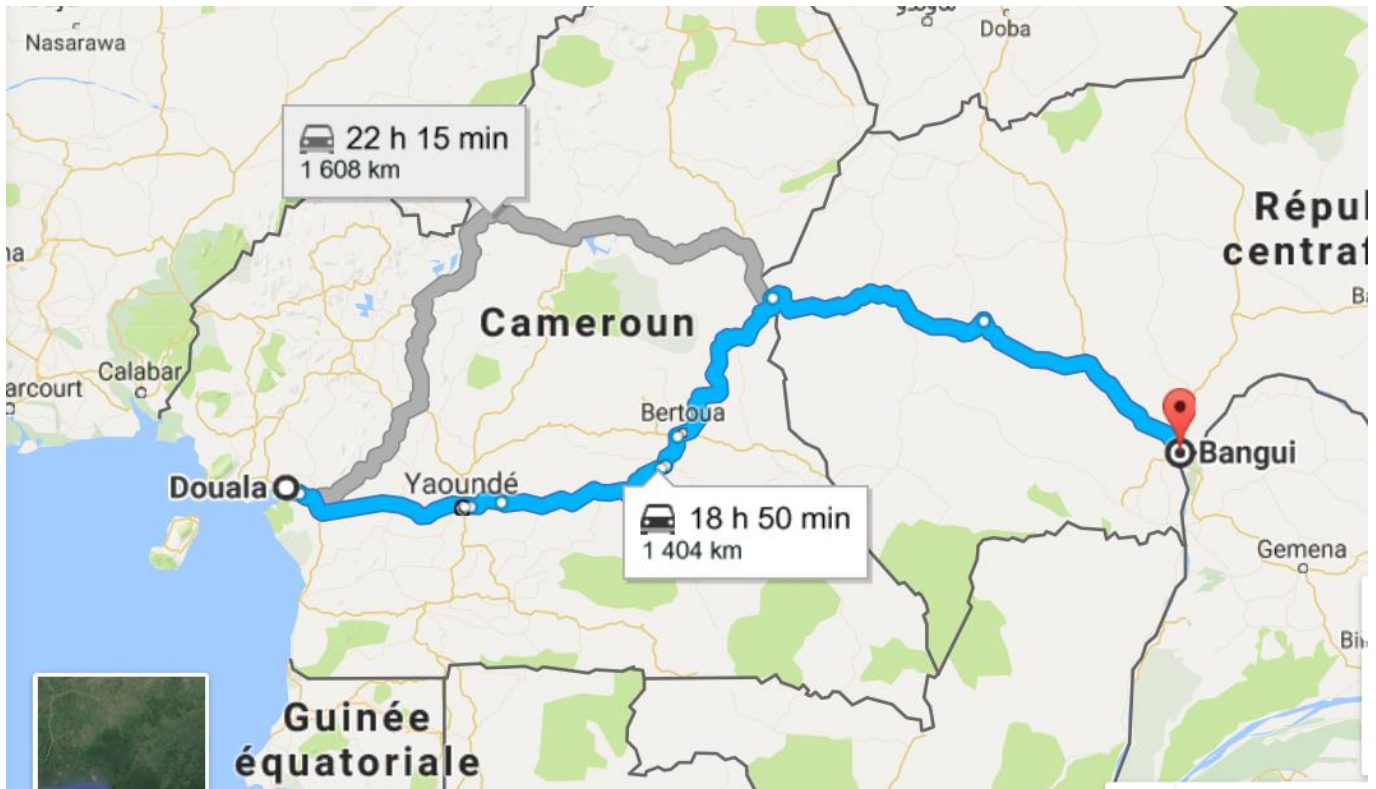 Nasarawa
Doba
22 h 15 min
1 608 km
Répul
centraf
Cameroun
Calabar
arcourt
Bertoua
Bangui
Douala
Yaoundé
18 h 50 min
1 404 km
Gemena
Guinée
équatoriale